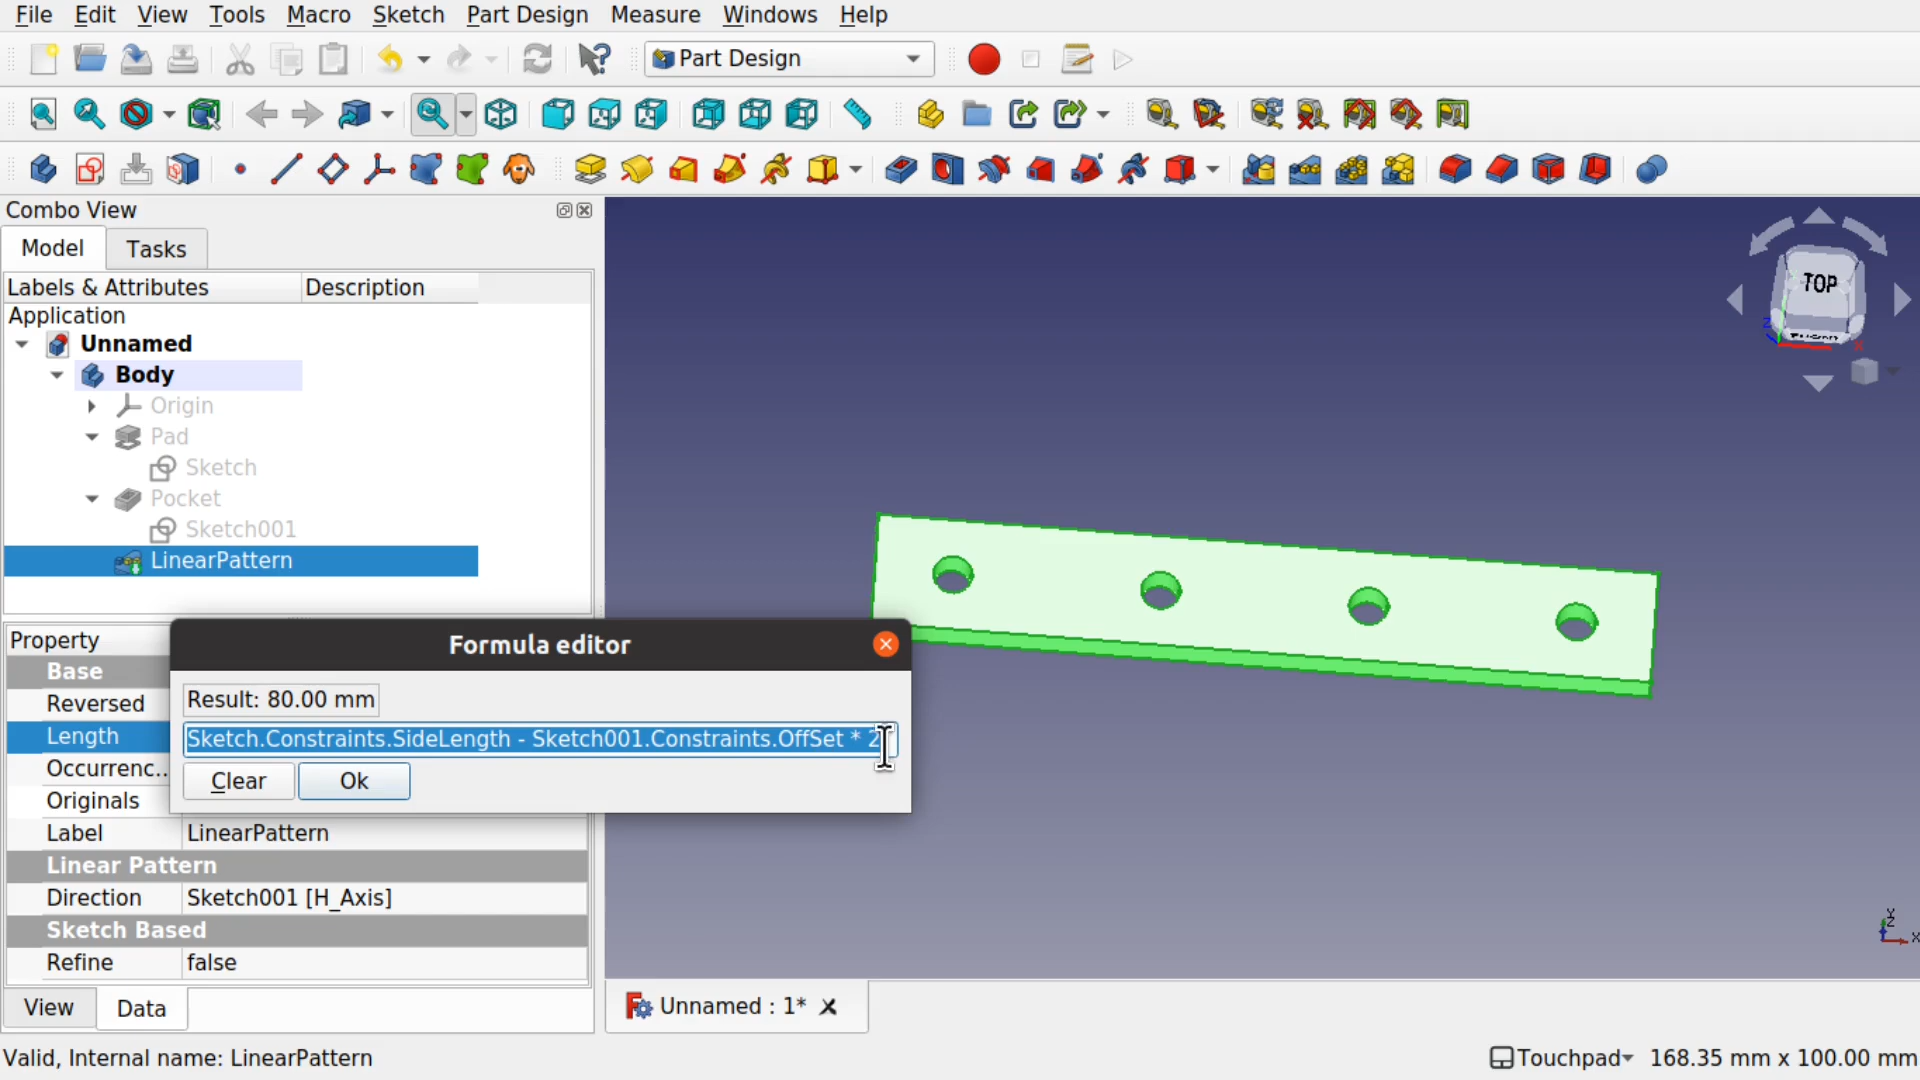 File Edit View Tools Macro Sketch Part Design Measure Windows Help
Part Design
Combo View
Model Tasks
Labels & Attributes Description
Application
Unnamed
Body
Origin
Pad
Sketch
Pocket
Sketch001
LinearPattern
TOP
Property
Formula editor
Base
Reversed
Result: 80.00 mm
Length
Sketch.Constraints.SideLength - Sketch001.Constraints.OffSet * 2
Occurrenc..
Clear Ok
Originals
Label LinearPattern
Linear Pattern
Direction Sketch001 [H_Axis]
Sketch Based
Refine false
View Data
Unnamed : 1*
Y
Z
X
Valid, Internal name: LinearPattern
Touchpad 168.35 mm x 100.00 mm